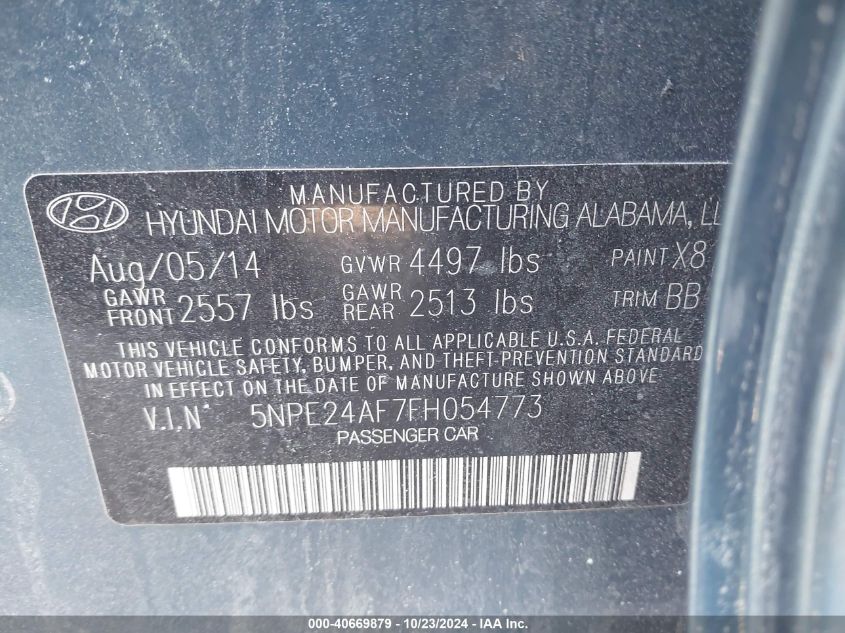 MANUFACTURED BY
HYUNDAI MOTOR MANUFACTURING ALABAMA, LL
Aug/05/14 GVWR 4497 lbs PAINT X8
GAWR FRONT 2557 lbs GAWR REAR 2513 lbs TRIM BB
THIS VEHICLE CONFORMS TO ALL APPLICABLE U.S.A. FEDERAL
MOTOR VEHICLE SAFETY, BUMPER, AND THEFT PREVENTION STANDARD
IN EFFECT ON THE DATE OF MANUFACTURE SHOWN ABOVE
V.I.N 5NPE24AF7FH054773
PASSENGER CAR
000-40669879 - 10/23/2024 - IAA Inc.